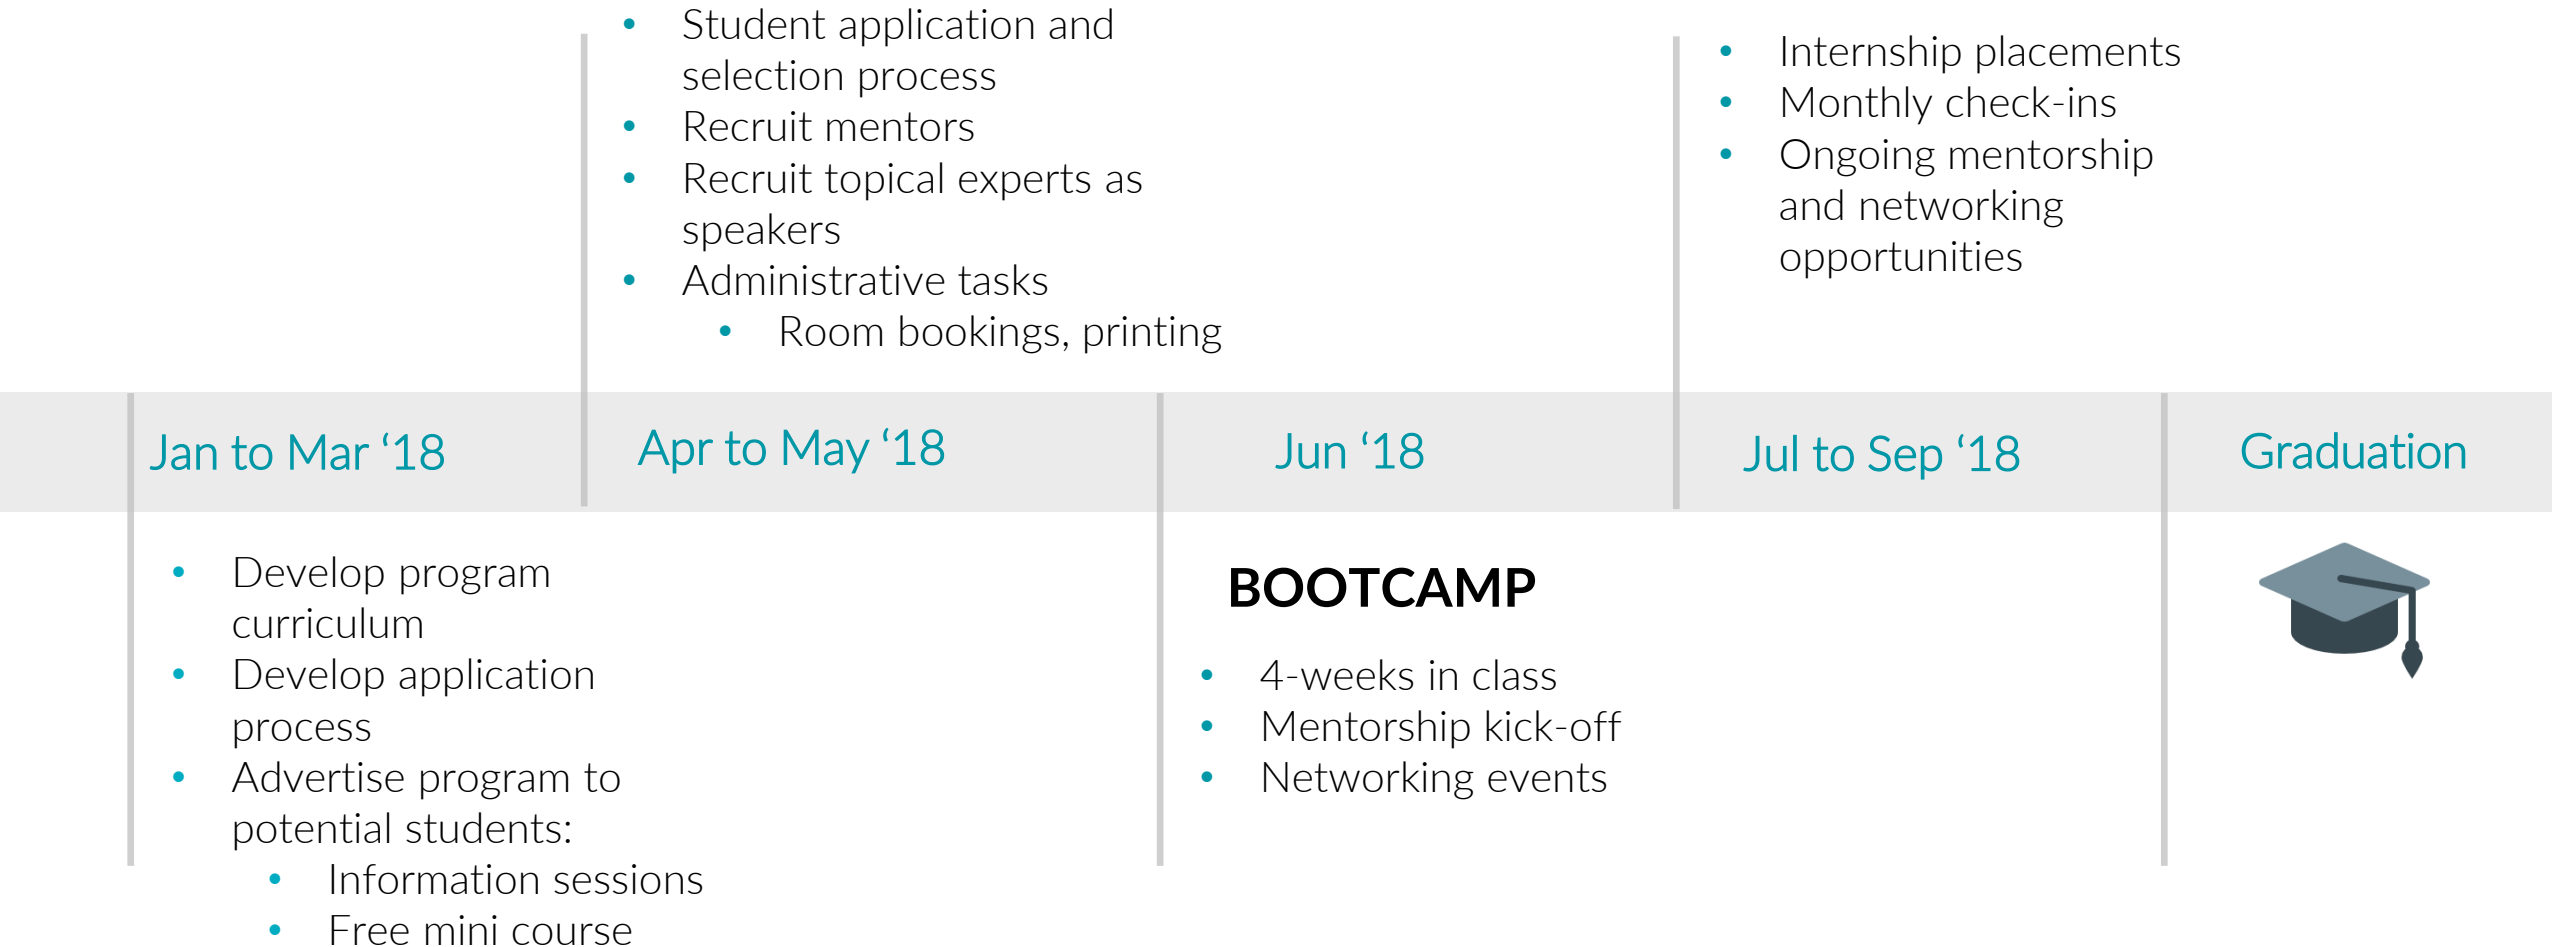 • Student application and
selection process
• Recruit mentors
• Recruit topical experts as
speakers
• Administrative tasks
• Room bookings, printing
• Internship placements
• Monthly check-ins
• Ongoing mentorship
and networking
opportunities
Jan to Mar ‘18
Apr to May ‘18
Jun ‘18
Jul to Sep ‘18
Graduation
• Develop program
curriculum
• Develop application
process
• Advertise program to
potential students:
• Information sessions
• Free mini course
BOOTCAMP
• 4-weeks in class
• Mentorship kick-off
• Networking events